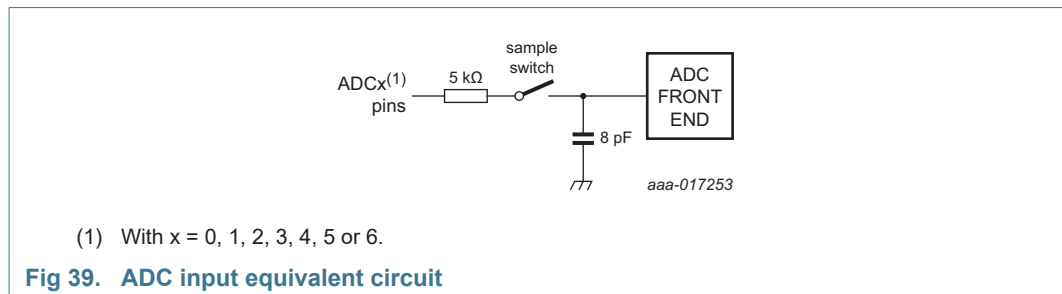 sample
switch
ADCx(1)
pins
5 kΩ
ADC
FRONT
END
8 pF
aaa-017253
(1) With x = 0, 1, 2, 3, 4, 5 or 6.
Fig 39. ADC input equivalent circuit